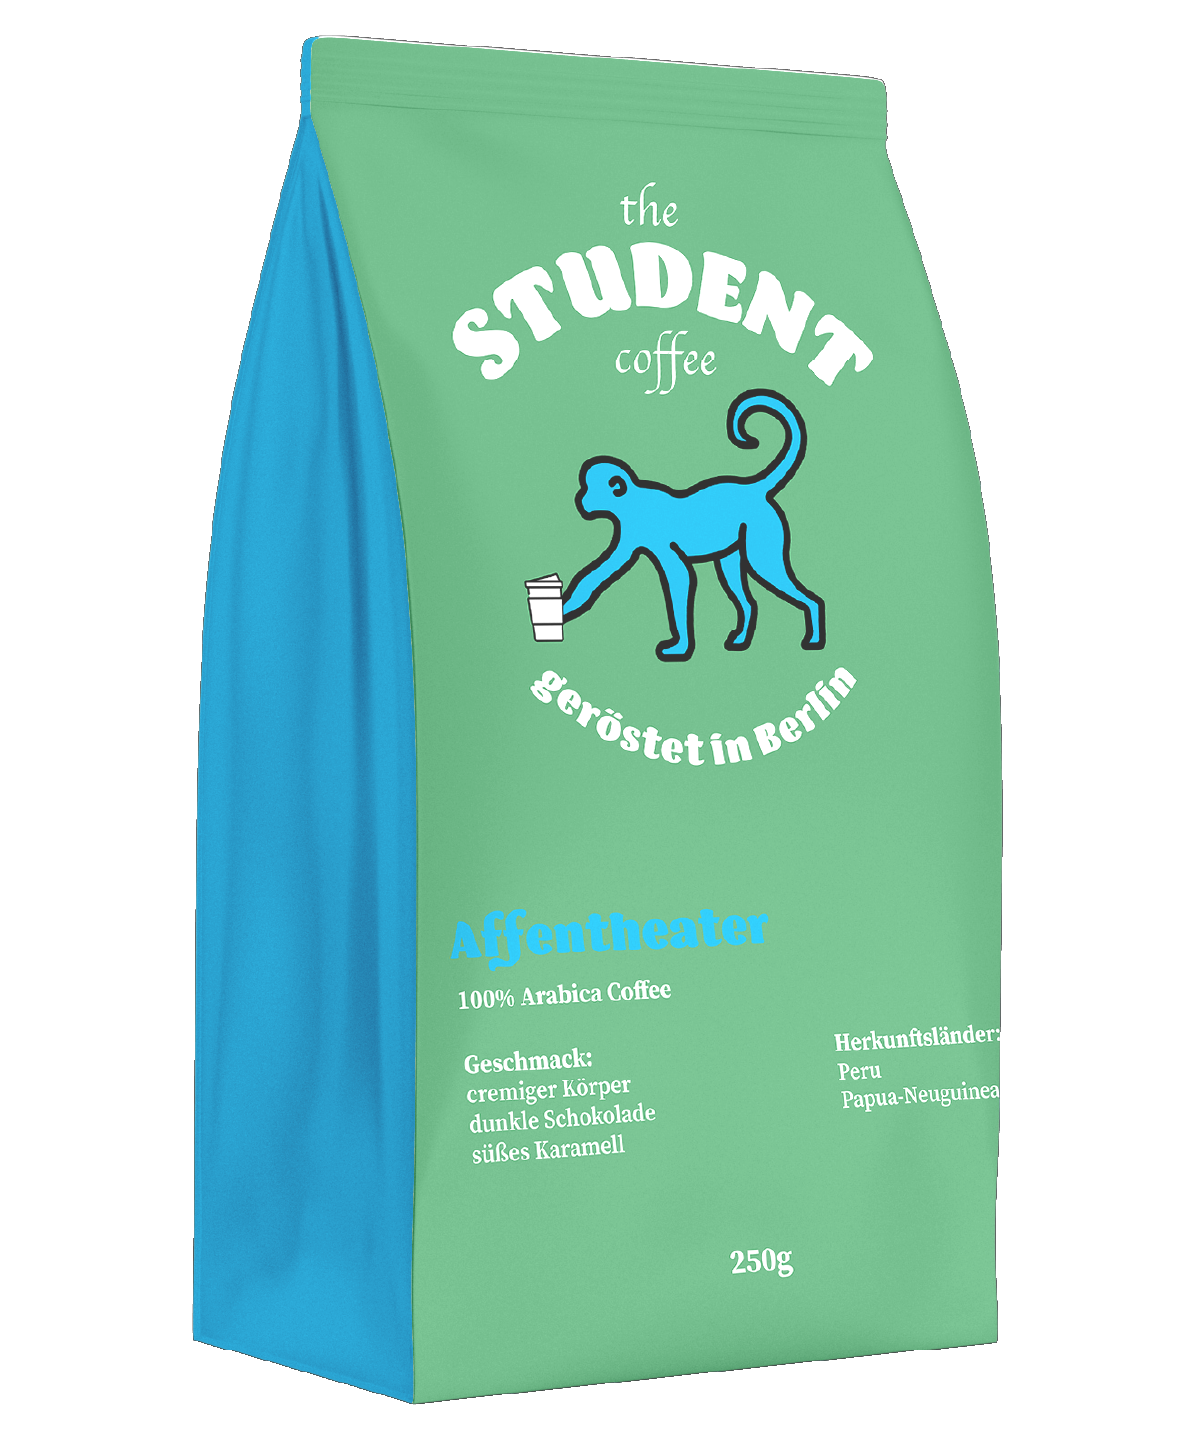 the
STUDENT
coffee
geröstet in Berlin
Affentheater
100% Arabica Coffee
Geschmack:
cremiger Körper
dunkle Schokolade
süßes Karamell
Herkunftsländer:
Peru
Papua-Neuguinea
250g